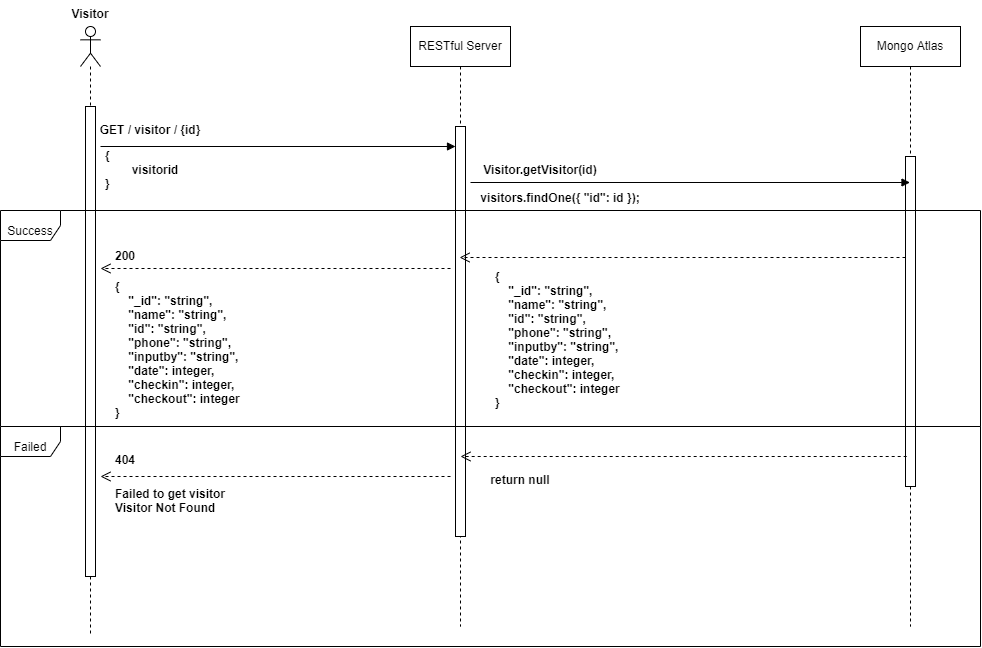 Visitor
RESTful Server
Mongo Atlas
GET / visitor / {id}
{
visitorid
}
Visitor.getVisitor(id)
visitors.findOne({ "id": id });
Success
200
{
"_id": "string",
"name": "string",
"id": "string",
"phone": "string",
"inputby": "string",
"date": integer,
"checkin": integer,
"checkout": integer
}
{
"_id": "string",
"name": "string",
"id": "string",
"phone": "string",
"inputby": "string",
"date": integer,
"checkin": integer,
"checkout": integer
}
Failed
404
Failed to get visitor
Visitor Not Found
return null